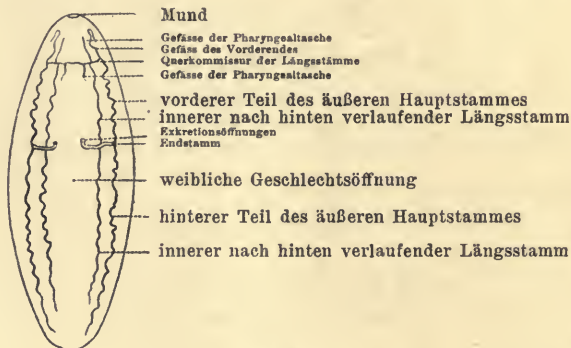 Mund
Gefässe der Pharyngealtasche
Gefäss des Vorderendes
Querkommissur der Längsstämme
Gefässe der Pharyngealtasche
vorderer Teil des äußeren Hauptstammes
innerer nach hinten verlaufender Längsstamm
Exkretionsöffnungen
Endstamm
weibliche Geschlechtsöffnung
hinterer Teil des äußeren Hauptstammes
innerer nach hinten verlaufender Längsstamm